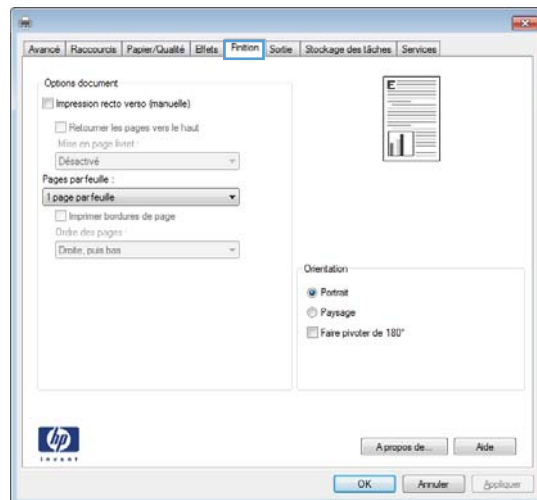 Avancé Raccourcis Papier/Qualité Effets Finition Sortie Stockage des tâches Services
Options document
Impression recto verso (manuelle)
Retourner les pages vers le haut
Mise en page livret :
Désactivé
Pages par feuille :
1 page par feuille
Imprimer bordures de page
Ordre des pages :
Droite, puis bas
E
Orientation
Portrait
Paysage
Faire pivoter de 180°
hp
invent
A propos de... Aide
OK Annuler Appliquer